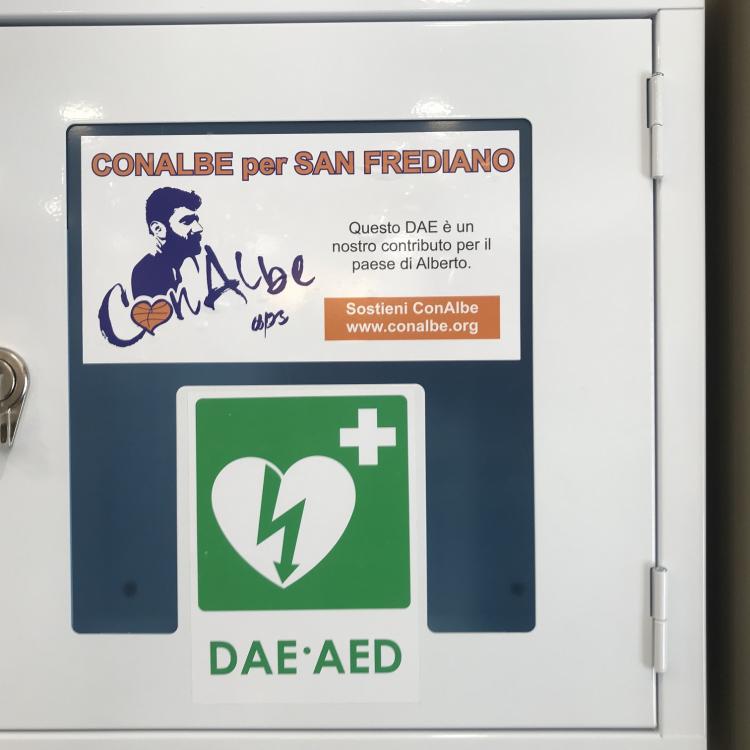 CONALBE per SAN FREDIANO
Questo DAE è un
nostro contributo per il
paese di Alberto.
ConAlbe
aps
Sostieni ConAlbe
www.conalbe.org
DAE·AED